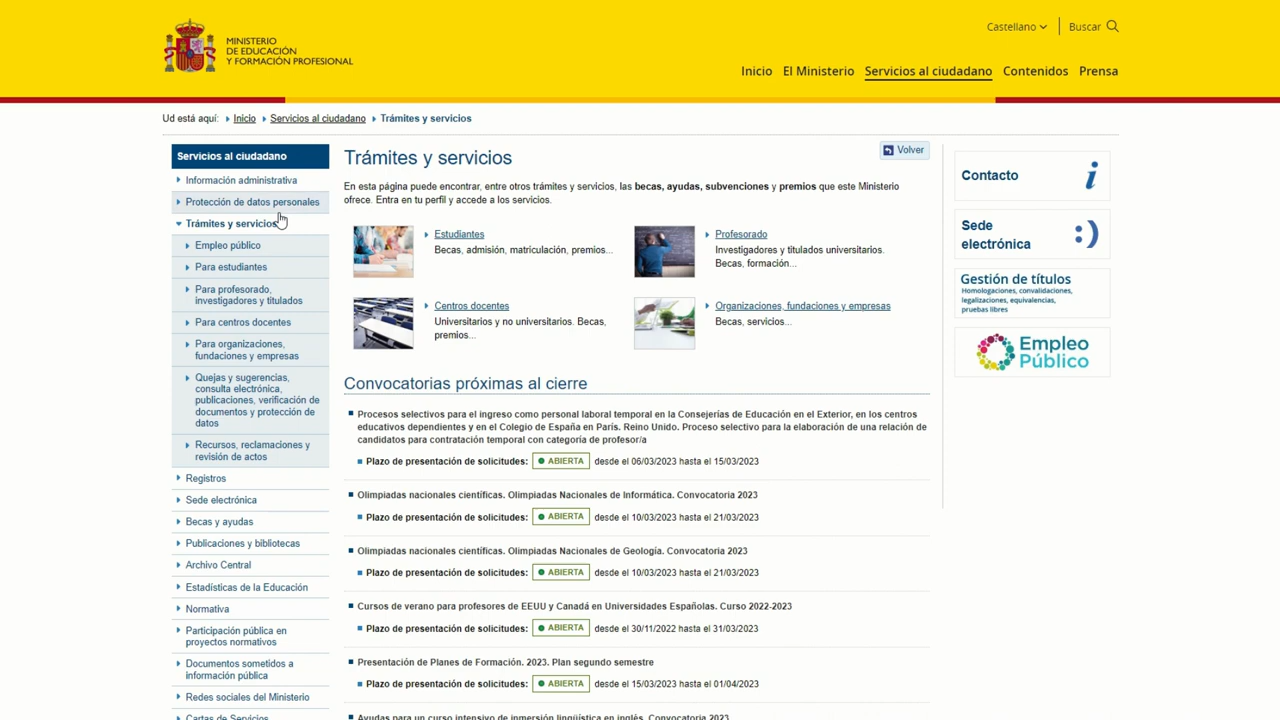 MINISTERIO
DE EDUCACIÓN
Y FORMACIÓN PROFESIONAL
Castellano
Buscar
Inicio
El Ministerio
Servicios al ciudadano
Contenidos
Prensa
Ud está aquí: Inicio Servicios al ciudadano Trámites y servicios
Servicios al ciudadano
Información administrativa
Protección de datos personales
Trámites y servicios
Empleo público
Para estudiantes
Para profesorado,
investigadores y titulados
Para centros docentes
Para organizaciones,
fundaciones y empresas
Quejas y sugerencias,
consulta electrónica,
publicaciones, verificación de
documentos y protección de
datos
Recursos, reclamaciones y
revisión de actos
Registros
Sede electrónica
Becas y ayudas
Publicaciones y bibliotecas
Archivo Central
Estadísticas de la Educación
Normativa
Participación pública en
proyectos normativos
Documentos sometidos a
información pública
Redes sociales del Ministerio
Cartas de Servicios
Trámites y servicios
Volver
En esta página puede encontrar, entre otros trámites y servicios, las becas, ayudas, subvenciones y premios que este Ministerio
ofrece. Entra en tu perfil y accede a los servicios.
Estudiantes
Becas, admisión, matriculación, premios...
Profesorado
Investigadores y titulados universitarios.
Becas, formación...
Centros docentes
Universitarios y no universitarios. Becas,
premios...
Organizaciones, fundaciones y empresas
Becas, servicios...
Convocatorias próximas al cierre
Procesos selectivos para el ingreso como personal laboral temporal en la Consejerías de Educación en el Exterior, en los centros
educativos dependientes y en el Colegio de España en París. Reino Unido. Proceso selectivo para la elaboración de una relación de
candidatos para contratación temporal con categoría de profesor/a
Plazo de presentación de solicitudes: ABIERTA desde el 06/03/2023 hasta el 15/03/2023
Olimpiadas nacionales científicas. Olimpiadas Nacionales de Informática. Convocatoria 2023
Plazo de presentación de solicitudes: ABIERTA desde el 10/03/2023 hasta el 21/03/2023
Olimpiadas nacionales científicas. Olimpiadas Nacionales de Geología. Convocatoria 2023
Plazo de presentación de solicitudes: ABIERTA desde el 10/03/2023 hasta el 21/03/2023
Cursos de verano para profesores de EEUU y Canadá en Universidades Españolas. Curso 2022-2023
Plazo de presentación de solicitudes: ABIERTA desde el 30/11/2022 hasta el 31/03/2023
Presentación de Planes de Formación. 2023. Plan segundo semestre
Plazo de presentación de solicitudes: ABIERTA desde el 15/03/2023 hasta el 01/04/2023
Ayudas para un curso intensivo de inmersión lingüística en inglés. Convocatoria 2023
Contacto
Sede
electrónica
:)
Gestión de títulos
Homologaciones, convalidaciones,
legalizaciones, equivalencias,
pruebas libres
Empleo
Público